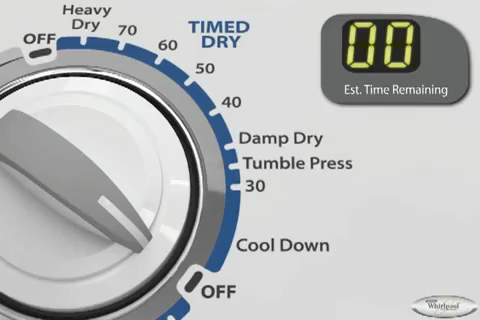 Heavy
Dry
OFF
70
60
TIMED
DRY
50
40
Damp Dry
Tumble Press
30
Cool Down
OFF
00
Est. Time Remaining
Whirlpool